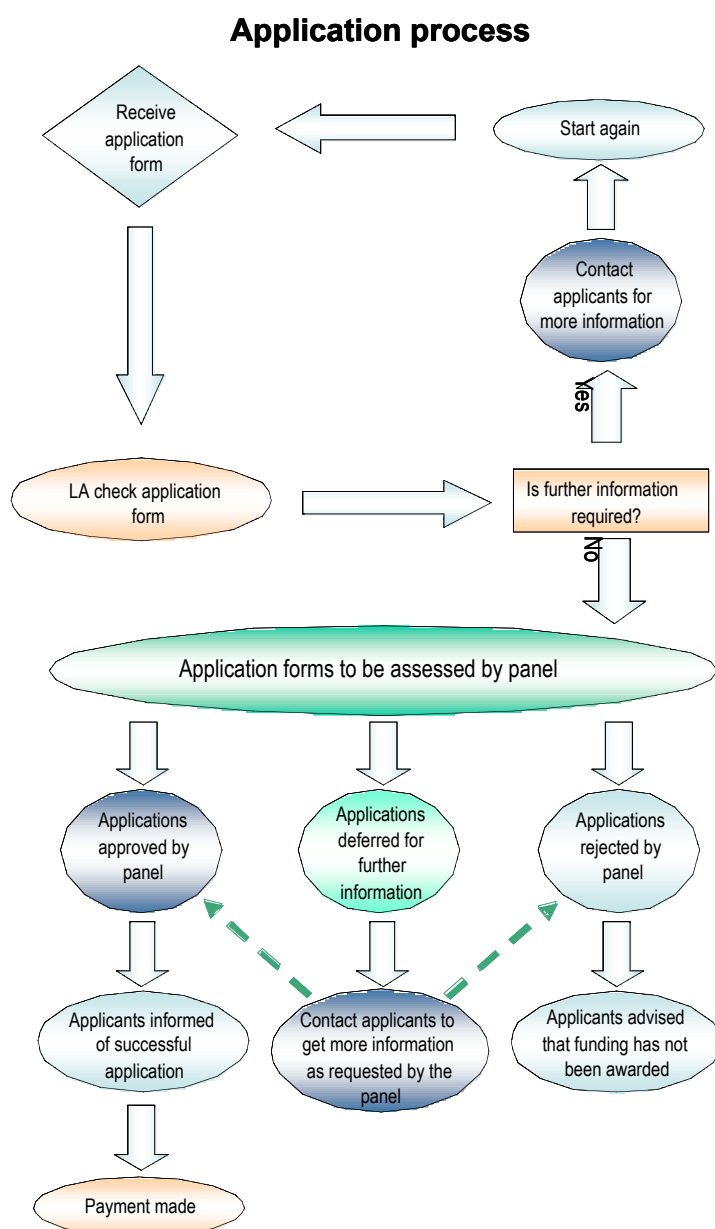 Application process
Receive
application
form
Start again
Contact
applicants for
more information
Yes
LA check application
form
Is further information
required?
No
Application forms to be assessed by panel
Applications
approved by
panel
Applications
deferred for
further
information
Applications
rejected by
panel
Applicants informed
of successful
application
Contact applicants to
get more information
as requested by the
panel
Applicants advised
that funding has not
been awarded
Payment made